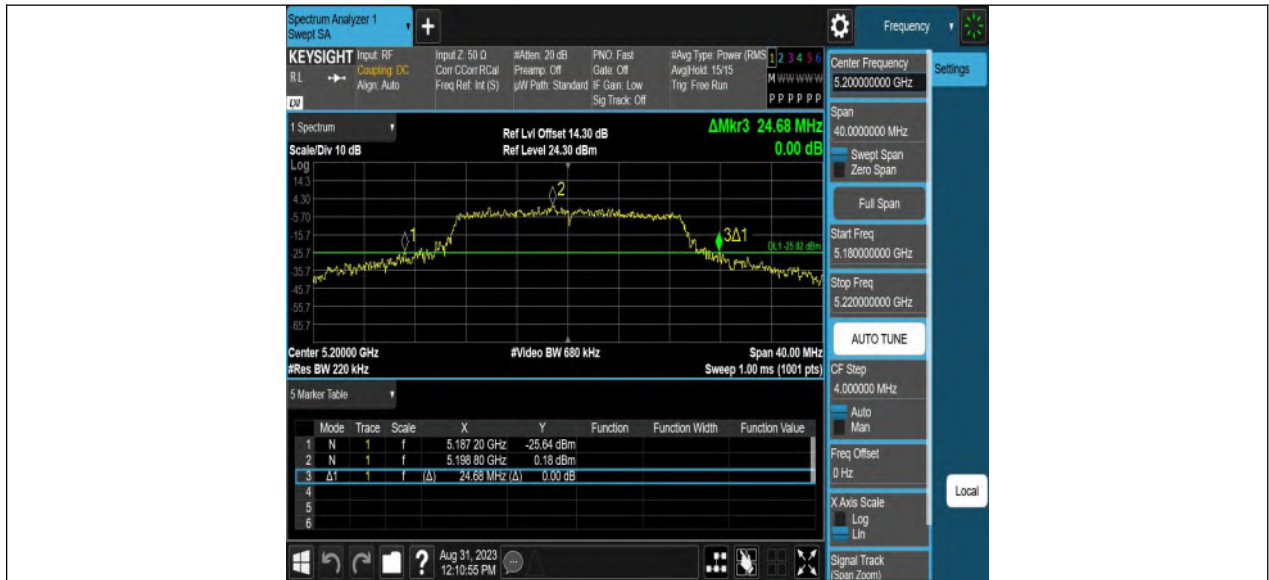 Spectrum Analyzer 1
Swept SA
+
Frequency
KEYSIGHT Input: RF Input Z: 50 Ω #Atten: 20 dB PNO: Fast #Avg Type: Power (RMS 1 2 3 4 5 6
RL Coupling: DC Corr CCorr RCal Preamp: Off Gate: Off Avg|Hold: 15/15 M W W W W W
Align: Auto Freq Ref: Int (S) µW Path: Standard IF Gain: Low Trig: Free Run
LXI Sig Track: Off P P P P P P
1 Spectrum
Ref Lvl Offset 14.30 dB ΔMkr3 24.68 MHz
Scale/Div 10 dB Ref Level 24.30 dBm 0.00 dB
Log
14.3
4.30
-5.70
-15.7
-25.7
-35.7
-45.7
-55.7
-65.7
1
2
3Δ1
DL1 -25.82 dBm
Center 5.20000 GHz #Video BW 680 kHz Span 40.00 MHz
#Res BW 220 kHz Sweep 1.00 ms (1001 pts)
5 Marker Table
Mode Trace Scale X Y Function Function Width Function Value
1 N 1 f 5.187 20 GHz -25.64 dBm
2 N 1 f 5.198 80 GHz 0.18 dBm
3 Δ1 1 f (Δ) 24.68 MHz (Δ) 0.00 dB
4
5
6
? Aug 31, 2023
12:10:55 PM
Center Frequency
5.200000000 GHz
Settings
Span
40.0000000 MHz
Swept Span
Zero Span
Full Span
Start Freq
5.180000000 GHz
Stop Freq
5.220000000 GHz
AUTO TUNE
CF Step
4.000000 MHz
Auto
Man
Freq Offset
0 Hz
Local
X Axis Scale
Log
Lin
Signal Track
(Span Zoom)